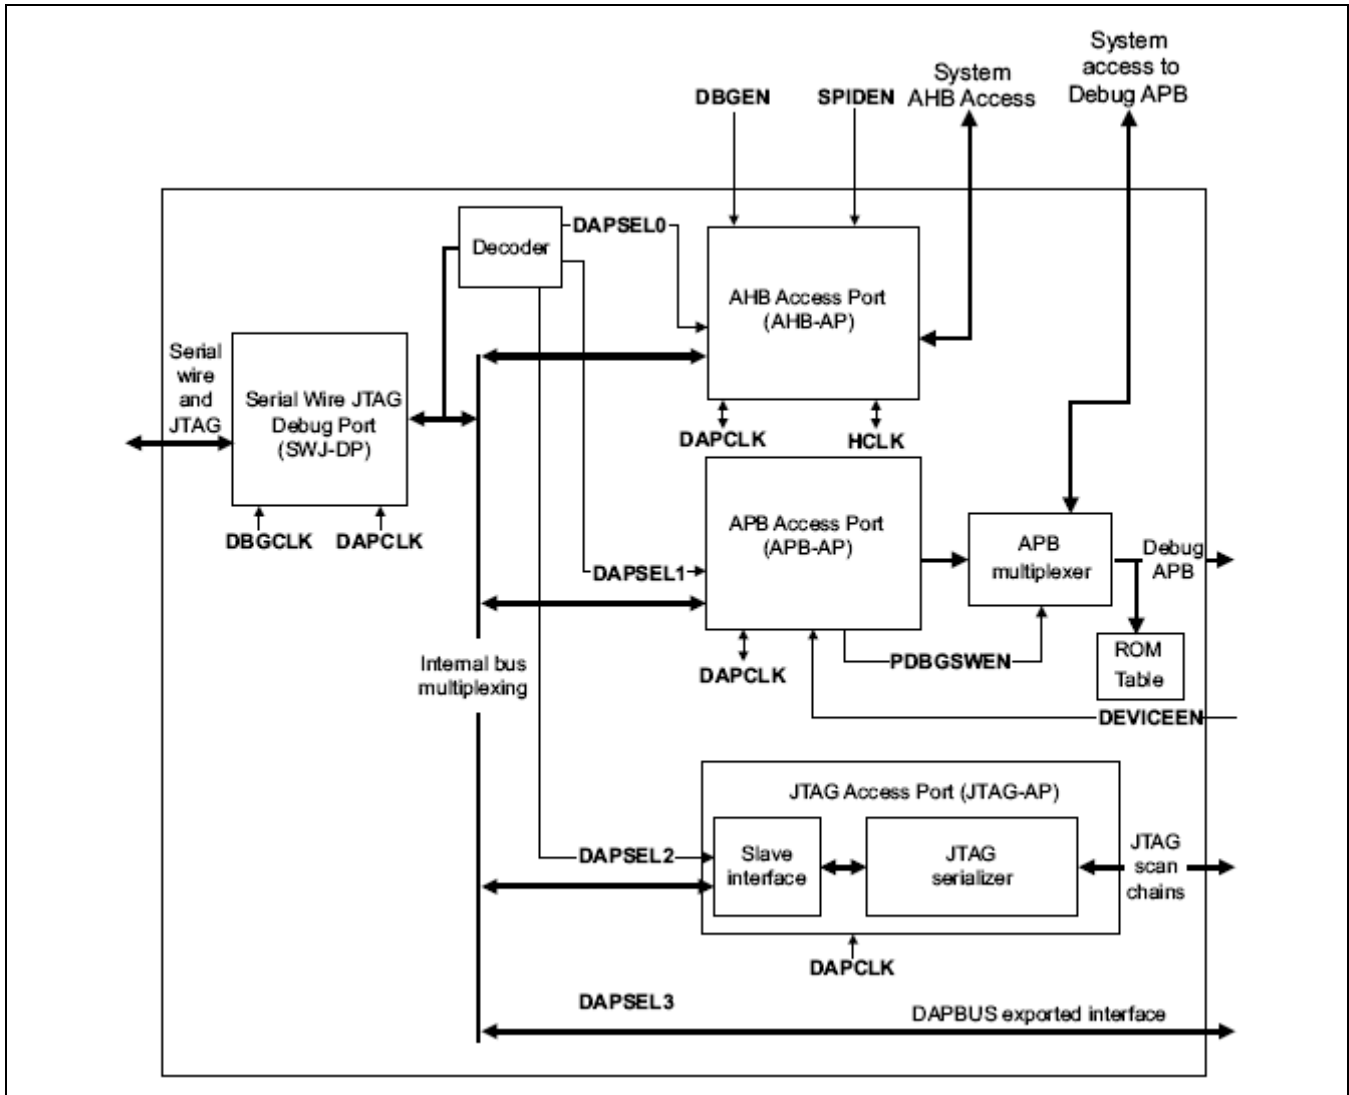 System
access to
Debug APB
System
AHB Access
DBGEN
SPIDEN
DAPSEL0
Decoder
AHB Access Port
(AHB-AP)
Serial
wire
and
JTAG
Serial Wire JTAG
Debug Port
(SWJ-DP)
DAPCLK
HCLK
DBGCLK
DAPCLK
APB Access Port
(APB-AP)
APB
multiplexer
Debug
APB
DAPSEL1
ROM
Table
Internal bus
multiplexing
DAPCLK
PDBGSWEN
DEVICEEN
JTAG Access Port (JTAG-AP)
DAPSEL2
Slave
interface
JTAG
serializer
JTAG
scan
chains
DAPCLK
DAPSEL3
DAPBUS exported interface